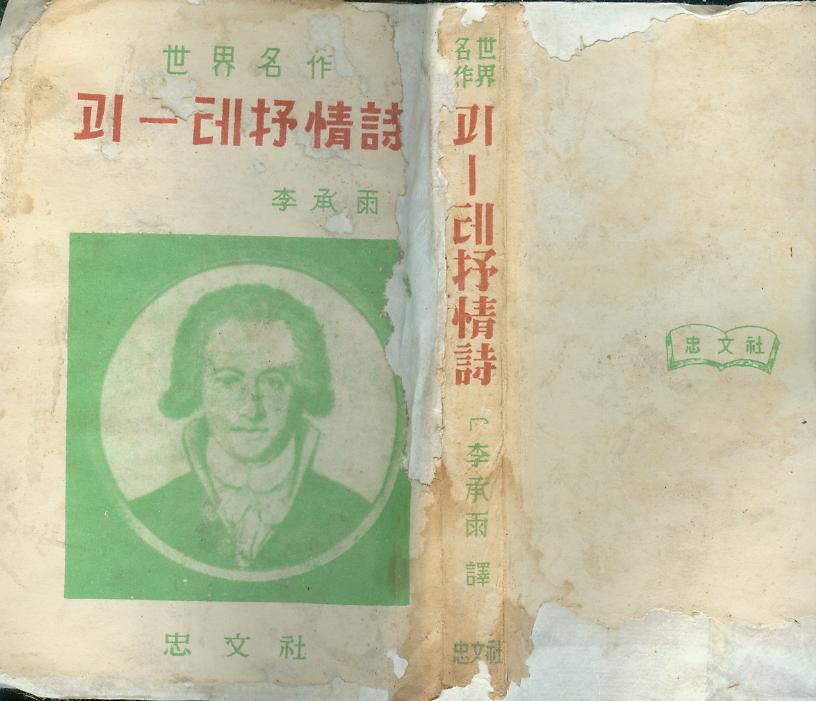 世界名作
괴ー테抒情詩
李承雨
忠文社
世界
名作
괴ー테抒情詩
李承雨 譯
忠文社
忠文社